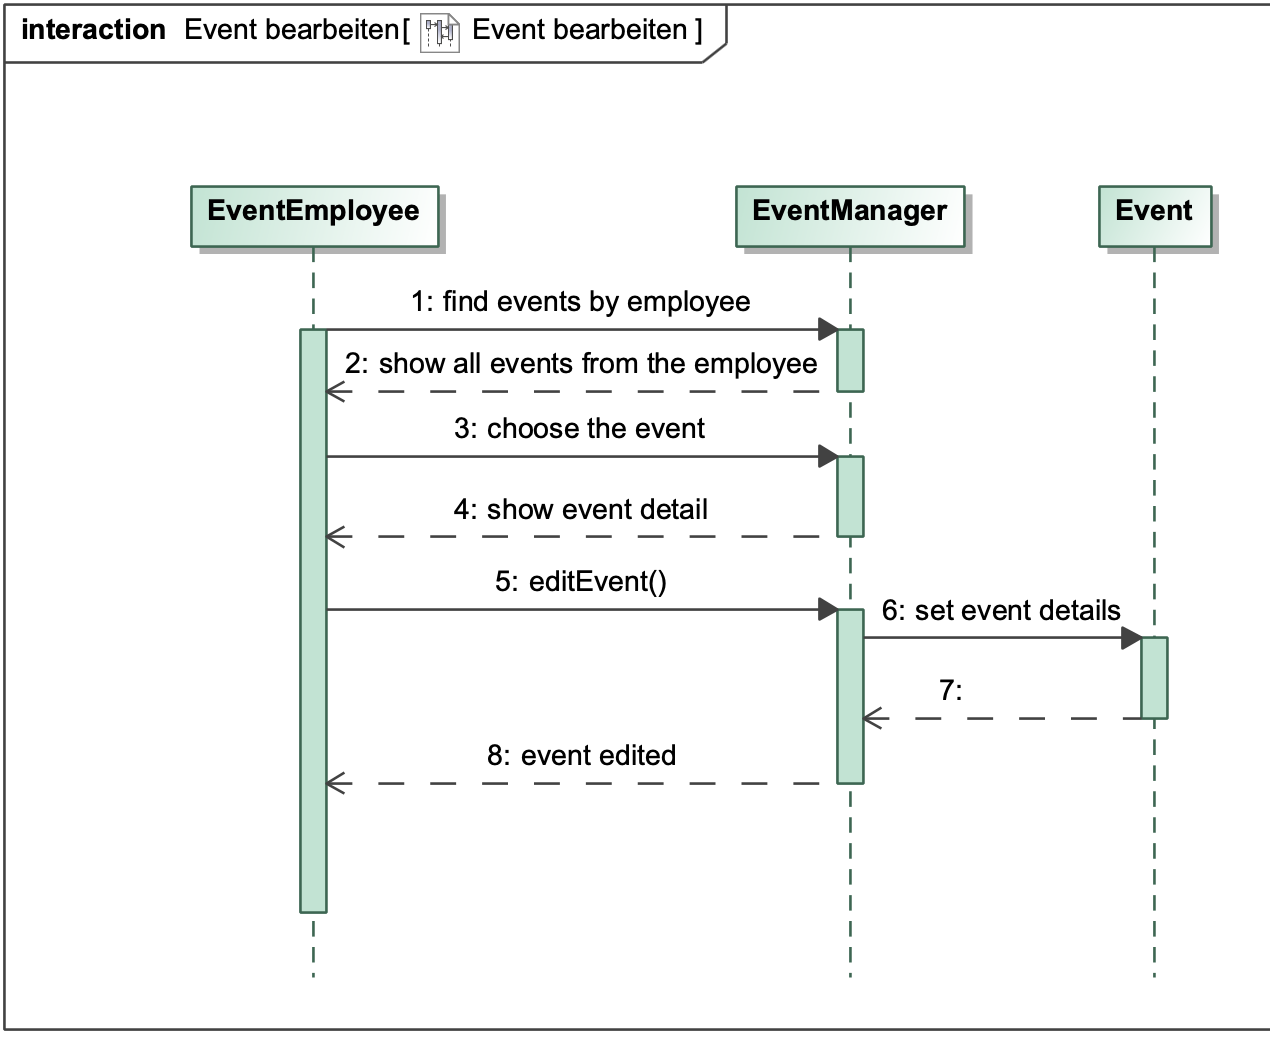 interaction Event bearbeiten[ Event bearbeiten ]
EventEmployee
EventManager
Event
1: find events by employee
2: show all events from the employee
3: choose the event
4: show event detail
5: editEvent()
6: set event details
7:
8: event edited